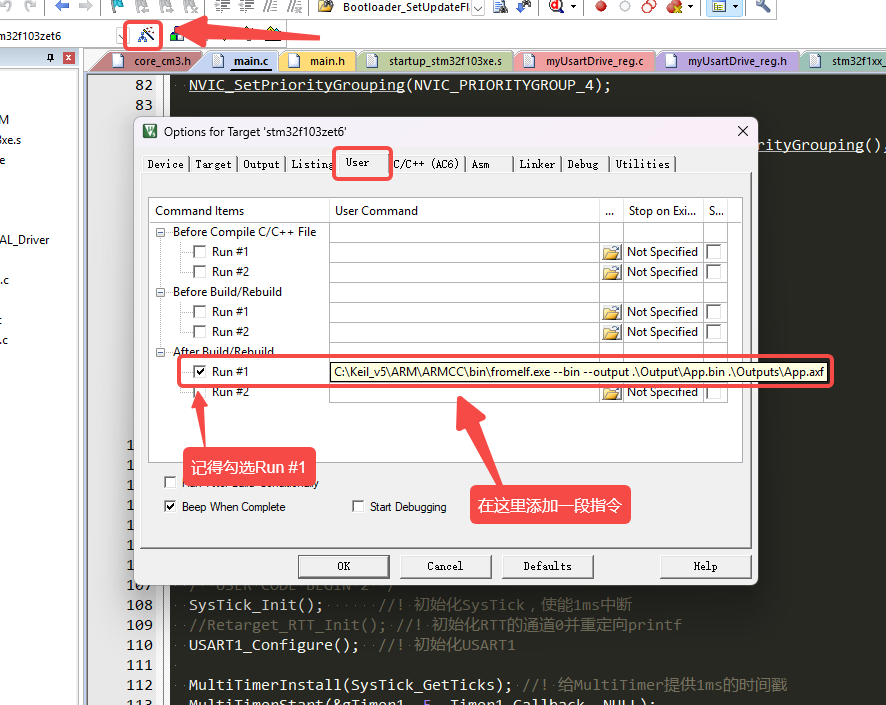 Bootloader_SetUpdateFl
m32f103zet6
core_cm3.h main.c main.h startup_stm32f103xe.s myUsartDrive_reg.c myUsartDrive_reg.h stm32f1xx_
82 NVIC_SetPriorityGrouping(NVIC_PRIORITYGROUP_4);
83
M
3xe.s
e
AL_Driver
.c
.c
Options for Target 'stm32f103zet6'
rityGrouping();
Device Target Output Listing User C/C++ (AC6) Asm Linker Debug Utilities
Command Items User Command ... Stop on Exi... S...
Before Compile C/C++ File
Run #1 Not Specified
Run #2 Not Specified
Before Build/Rebuild
Run #1 Not Specified
Run #2 Not Specified
After Build/Rebuild
Run #1 C:\Keil_v5\ARM\ARMCC\bin\fromelf.exe --bin --output .\Output\App.bin .\Outputs\App.axf
Run #2 Not Specified
记得勾选Run #1
在这里添加一段指令
Beep When Complete Start Debugging
OK Cancel Defaults Help
107 /* USER CODE BEGIN 2 */
108 SysTick_Init(); //! 初始化SysTick，使能1ms中断
109 //Retarget_RTT_Init(); //! 初始化RTT的通道0并重定向printf
110 USART1_Configure(); //! 初始化USART1
111
112 MultiTimerInstall(SysTick_GetTicks); //! 给MultiTimer提供1ms的时间戳
113 MultiTimerStart(&gTimer1, 5, Timer1_Callback, NULL);